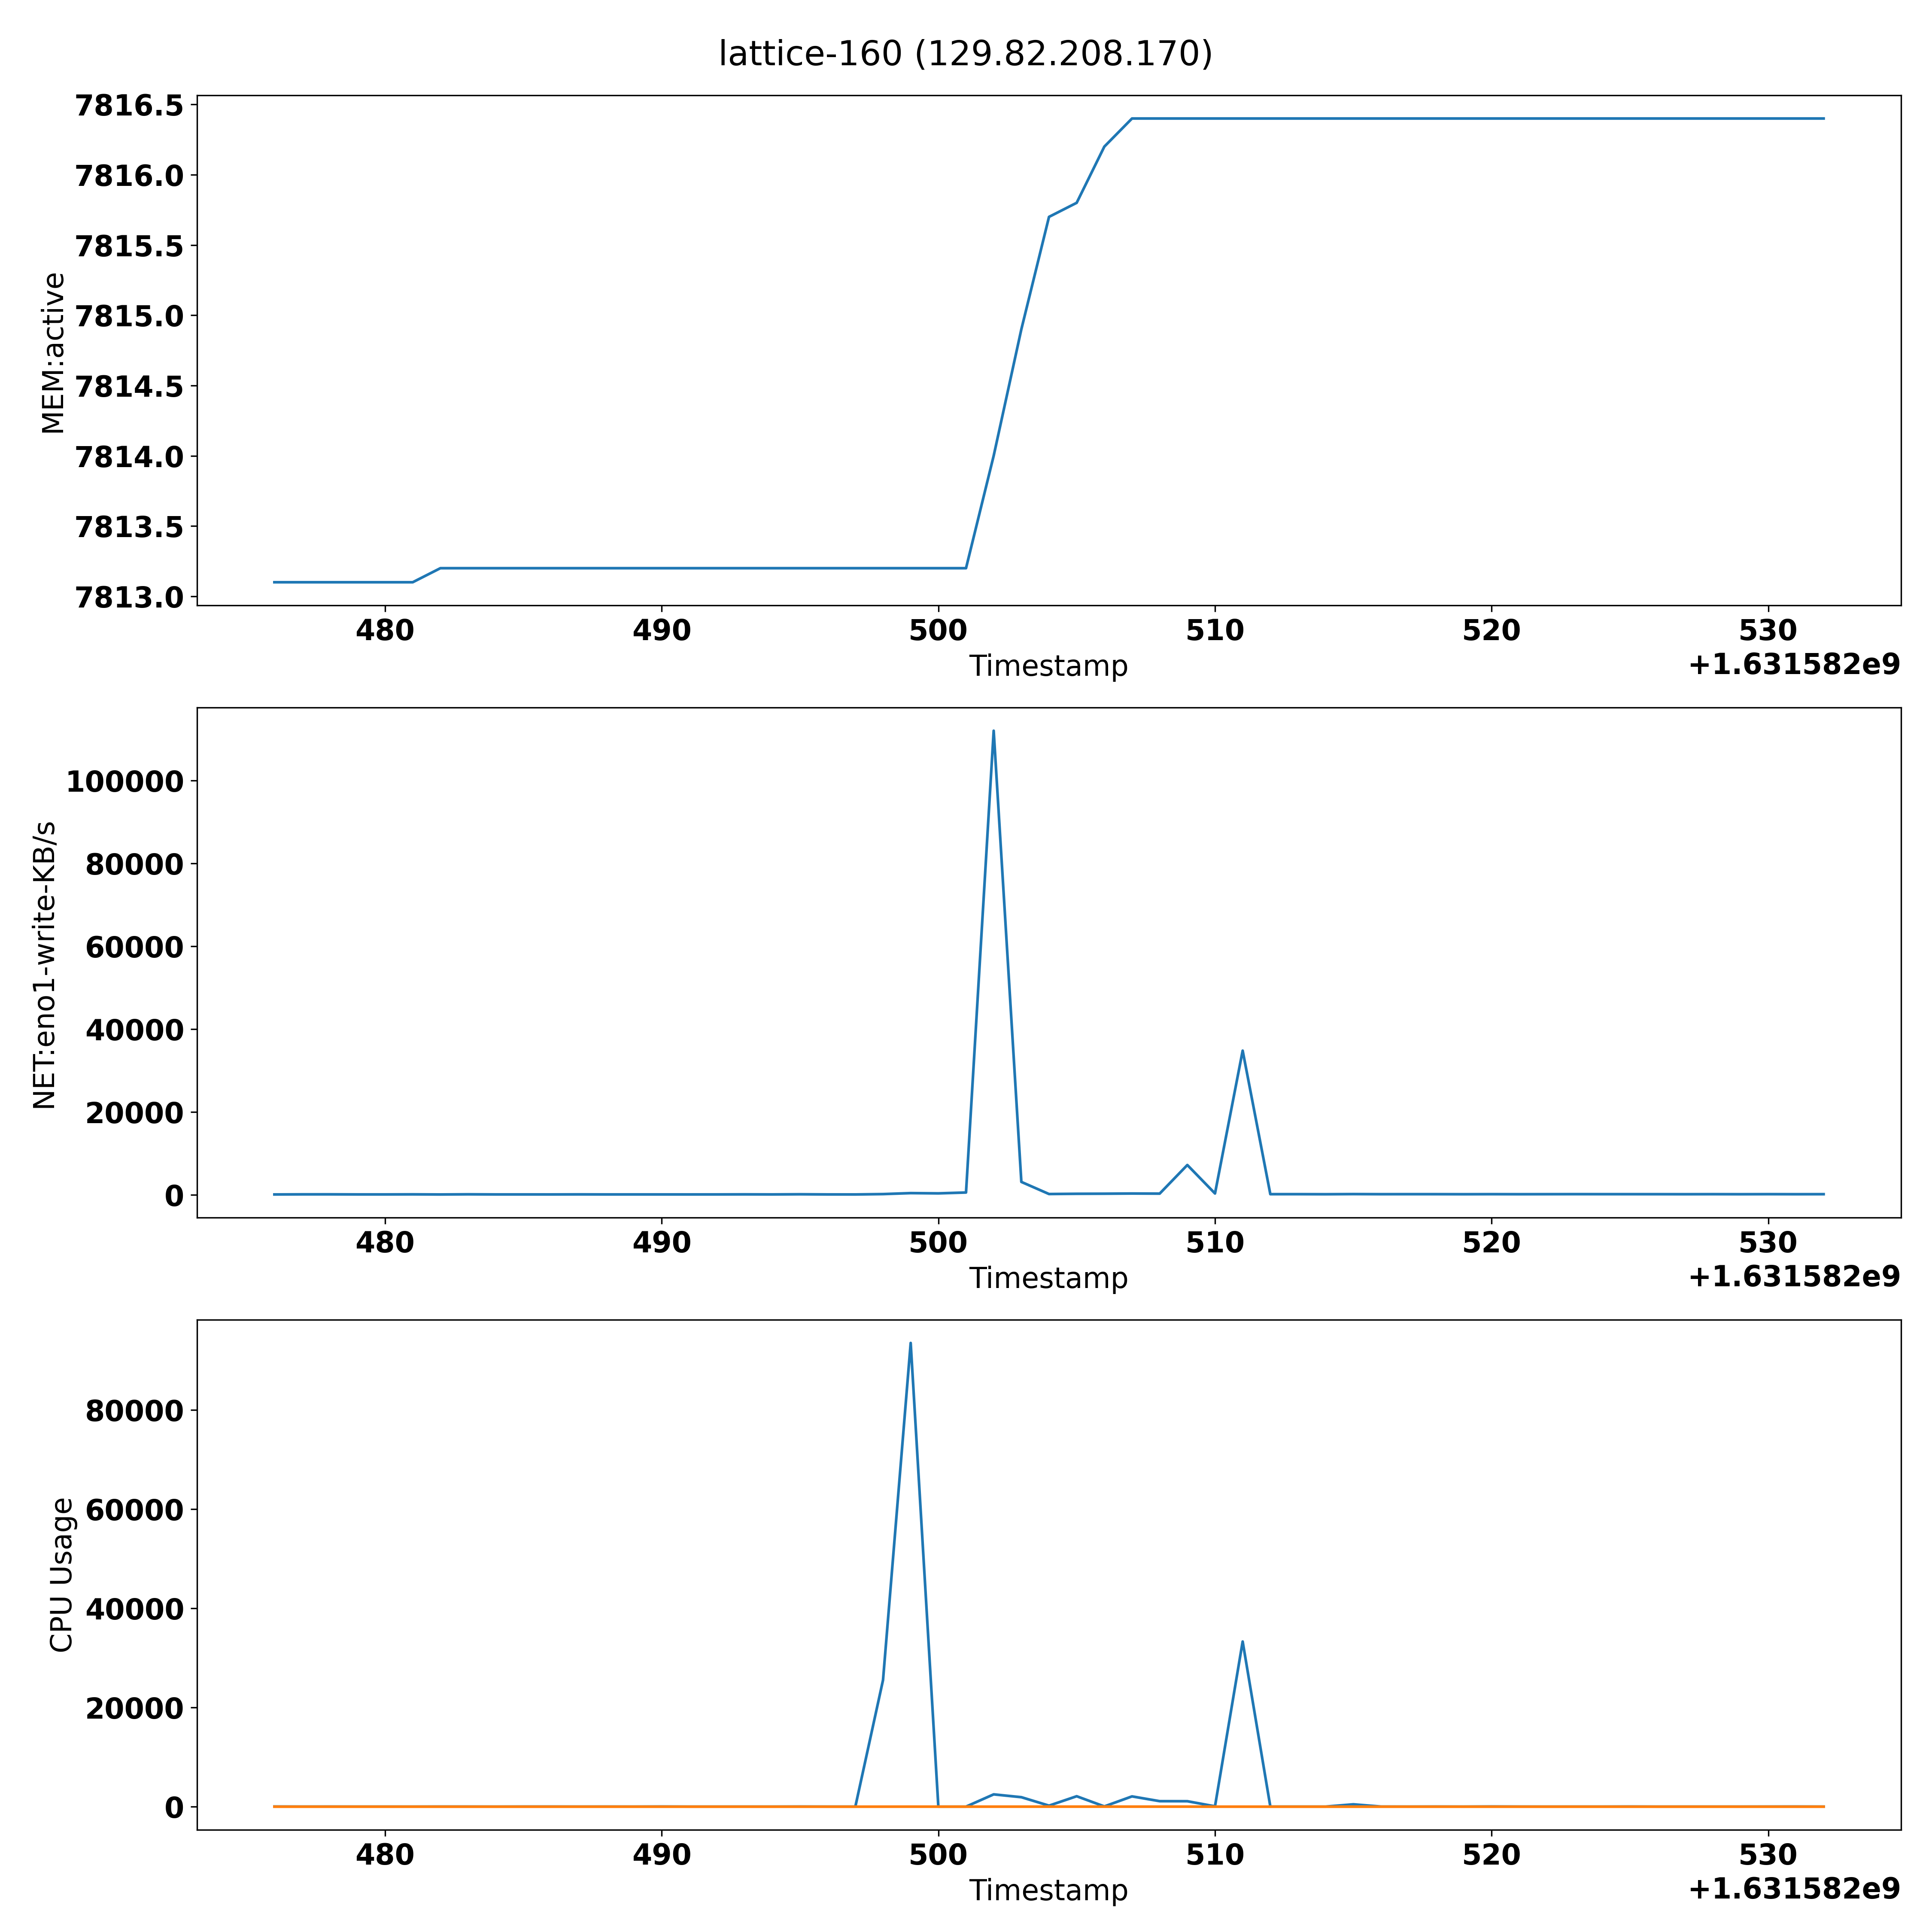 lattice-160 (129.82.208.170)
7816.5
7816.0
7815.5
7815.0
7814.5
7814.0
7813.5
7813.0
MEM:active
480 490 500 510 520 530
Timestamp
+1.631582e9
100000
80000
60000
40000
20000
0
NET:eno1-write-KB/s
480 490 500 510 520 530
Timestamp
+1.631582e9
80000
60000
40000
20000
0
CPU Usage
480 490 500 510 520 530
Timestamp
+1.631582e9